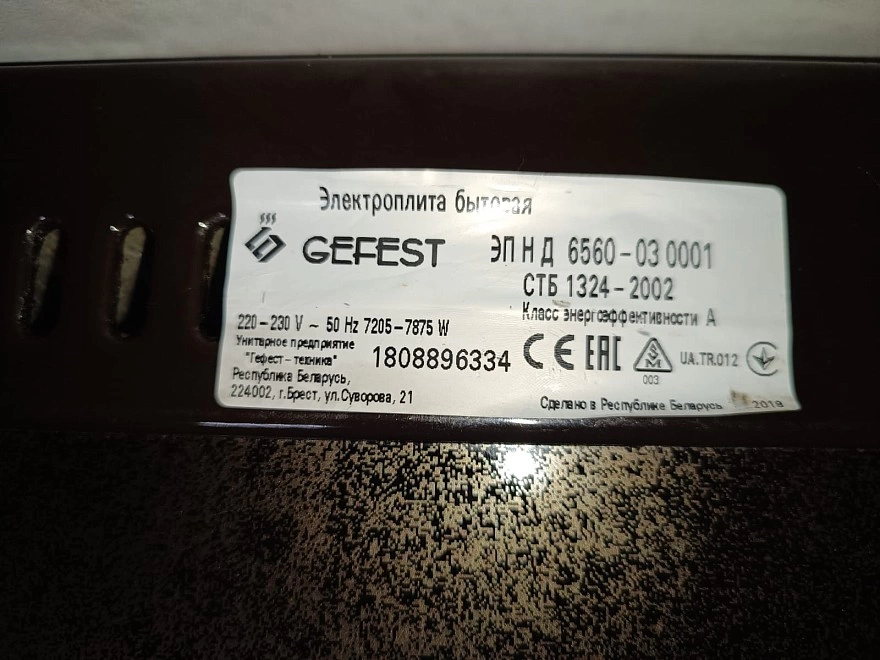 Электроплита бытовая
GEFEST ЭП Н Д 6560-03 0001
СТБ 1324-2002
Класс энергоэффективности А
220-230 V ~ 50 Hz 7205-7875 W
Унитарное предприятие
"Гефест-техника"
Республика Беларусь,
224002, г.Брест, ул.Суворова, 21
1808896334 CE EAC
003
UA.TR.012
Сделано в Республике Беларусь 2018